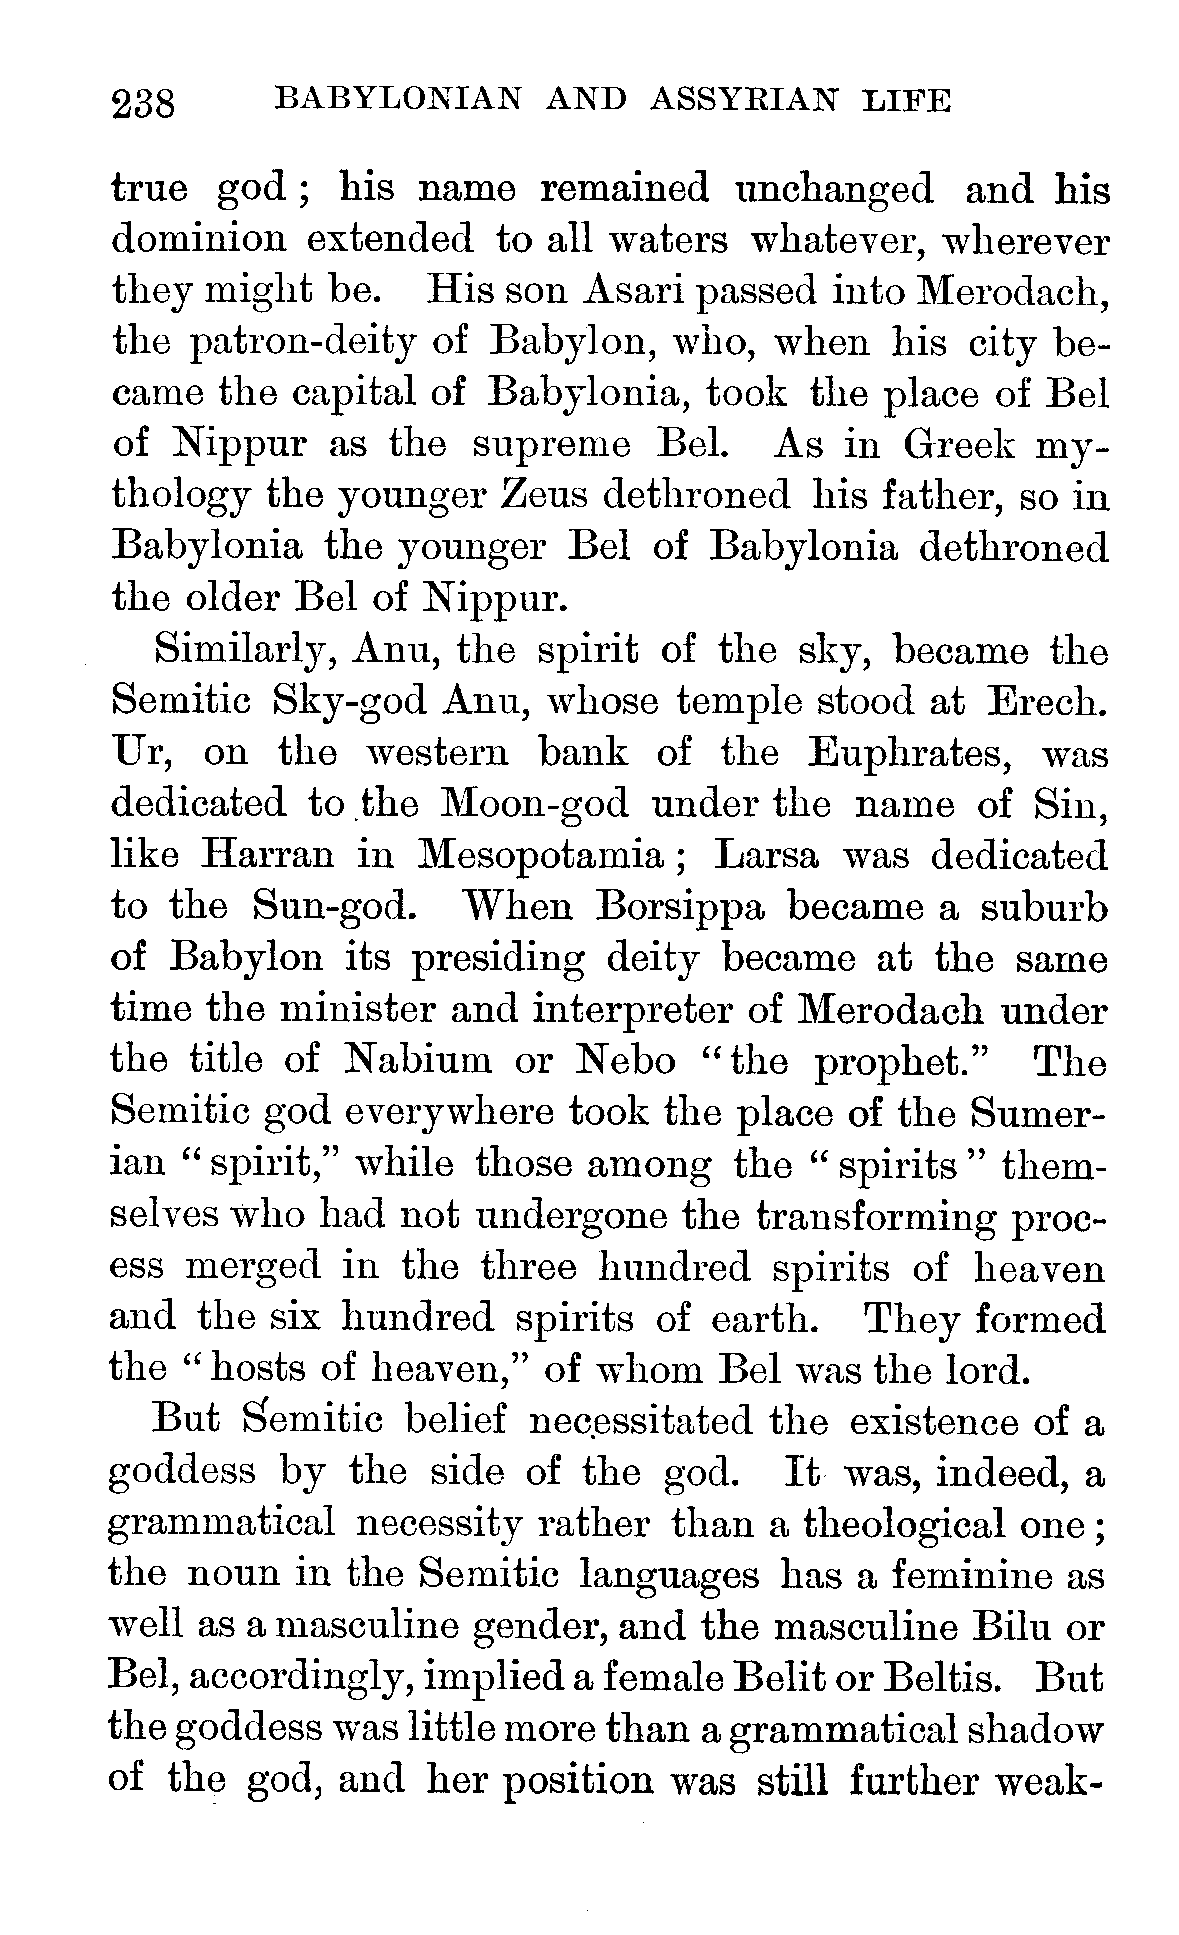 238 BABYLONIAN AND ASSYRIAN LIFE
true god ; his name remained unchanged and his
dominion extended to all waters whatever, wherever
they might be. His son Asari passed into Merodach,
the patron-deity of Babylon, who, when his city be-
came the capital of Babylonia, took the place of Bel
of Nippur as the supreme Bel. As in Greek my-
thology the younger Zeus dethroned his father, so in
Babylonia the younger Bel of Babylonia dethroned
the older Bel of Nippur.
Similarly, Anu, the spirit of the sky, became the
Semitic Sky-god Anu, whose temple stood at Erech.
Ur, on the western bank of the Euphrates, was
dedicated to the Moon-god under the name of Sin,
like Harran in Mesopotamia ; Larsa was dedicated
to the Sun-god. When Borsippa became a suburb
of Babylon its presiding deity became at the same
time the minister and interpreter of Merodach under
the title of Nabium or Nebo “the prophet.” The
Semitic god everywhere took the place of the Sumer-
ian “ spirit,” while those among the “ spirits ” them-
selves who had not undergone the transforming proc-
ess merged in the three hundred spirits of heaven
and the six hundred spirits of earth. They formed
the “ hosts of heaven,” of whom Bel was the lord.
But Semitic belief necessitated the existence of a
goddess by the side of the god. It was, indeed, a
grammatical necessity rather than a theological one ;
the noun in the Semitic languages has a feminine as
well as a masculine gender, and the masculine Bilu or
Bel, accordingly, implied a female Belit or Beltis. But
the goddess was little more than a grammatical shadow
of the god, and her position was still further weak-